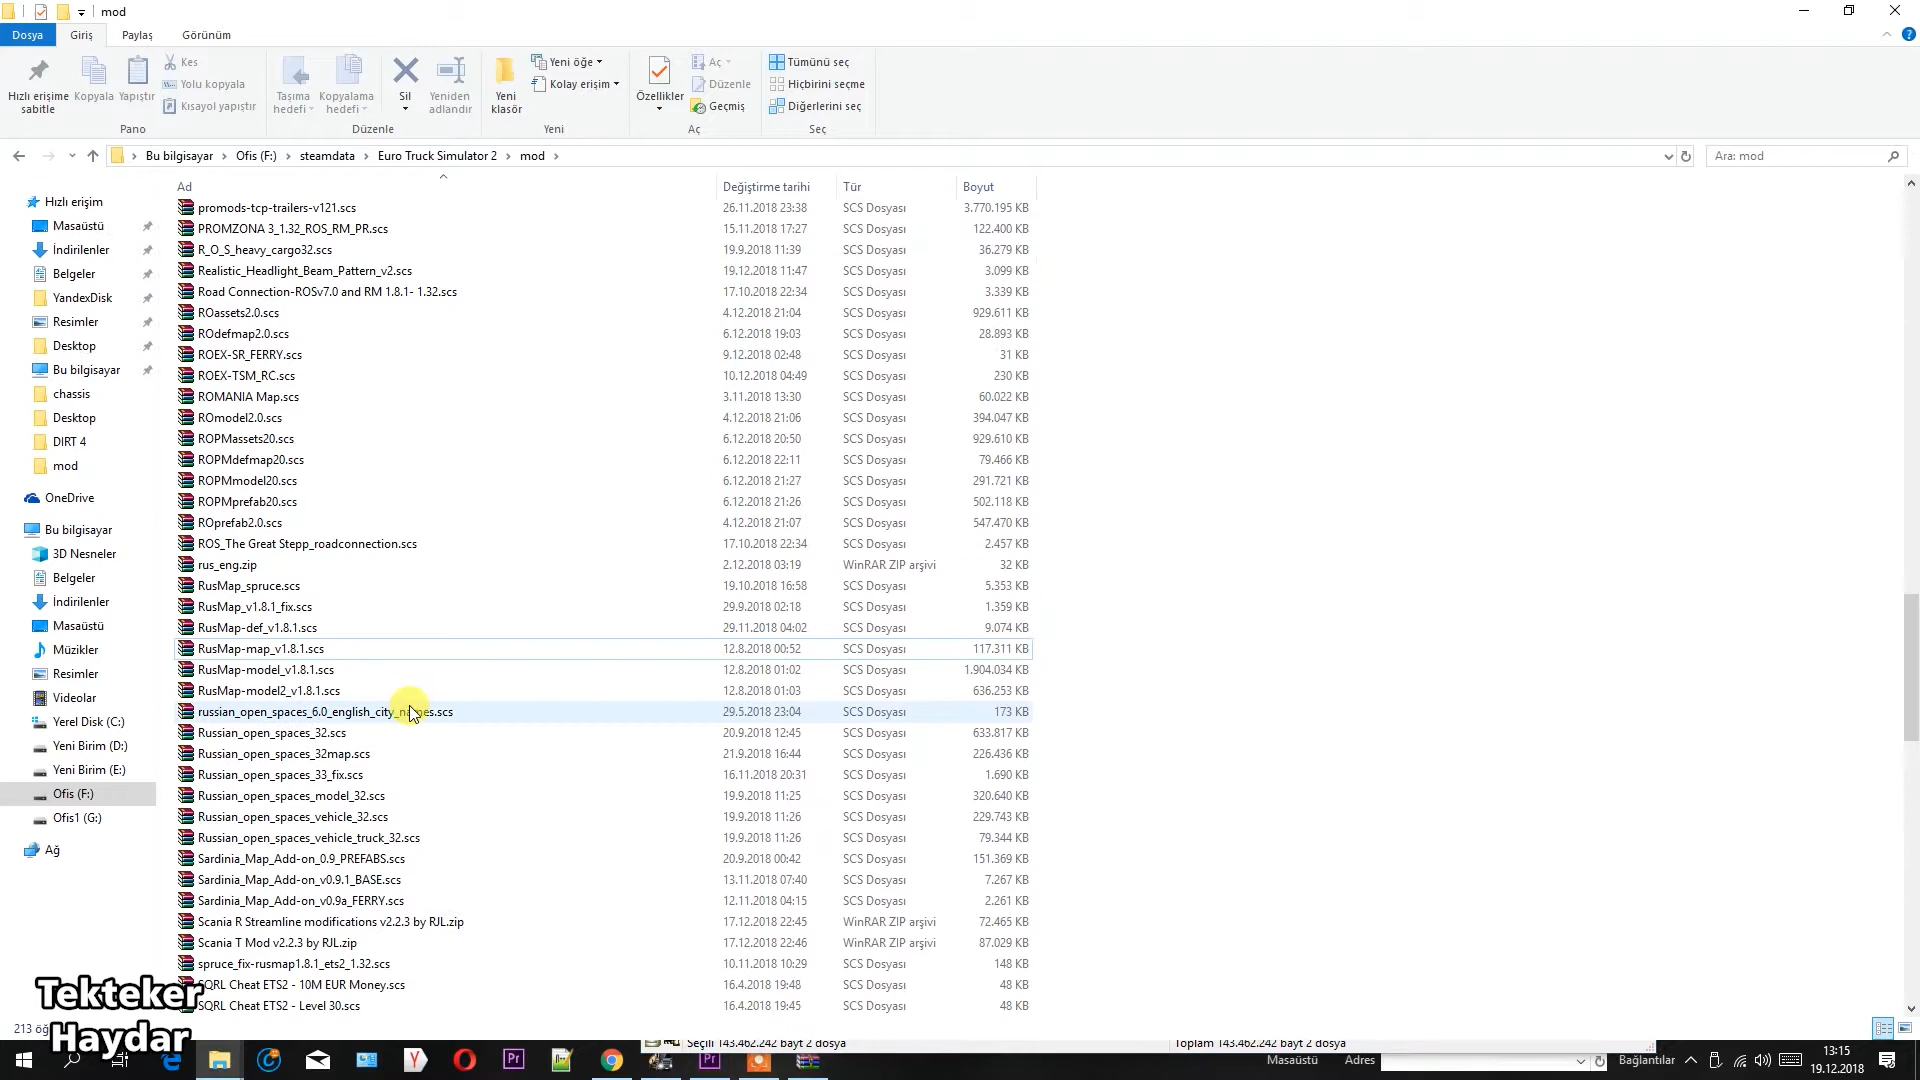 mod
Dosya Giriş Paylaş Görünüm
Hızlı erişime sabitle
Kopyala
Yapıştır
Kes
Yolu kopyala
Kısayol yapıştır
Pano
Taşıma hedefi
Kopyalama hedefi
Sil
Yeniden adlandır
Düzenle
Yeni klasör
Yeni öğe
Kolay erişim
Yeni
Özellikler
Aç
Düzenle
Geçmiş
Aç
Tümünü seç
Hiçbirini seçme
Diğerlerini seç
Seç
Bu bilgisayar > Ofis (F:) > steamdata > Euro Truck Simulator 2 > mod >
Ara: mod
Hızlı erişim
Masaüstü
İndirilenler
Belgeler
YandexDisk
Resimler
Desktop
Bu bilgisayar
chassis
Desktop
DIRT 4
mod
OneDrive
Bu bilgisayar
3D Nesneler
Belgeler
İndirilenler
Masaüstü
Müzikler
Resimler
Videolar
Yerel Disk (C:)
Yeni Birim (D:)
Yeni Birim (E:)
Ofis (F:)
Ofis1 (G:)
Ağ
Ad Değiştirme tarihi Tür Boyut
promods-tcp-trailers-v121.scs 26.11.2018 23:38 SCS Dosyası 3.770.195 KB
PROMZONA 3_1.32_ROS_RM_PR.scs 15.11.2018 17:27 SCS Dosyası 122.400 KB
R_O_S_heavy_cargo32.scs 19.9.2018 11:39 SCS Dosyası 36.279 KB
Realistic_Headlight_Beam_Pattern_v2.scs 19.12.2018 11:47 SCS Dosyası 3.099 KB
Road Connection-ROSv7.0 and RM 1.8.1- 1.32.scs 17.10.2018 22:34 SCS Dosyası 3.339 KB
ROassets2.0.scs 4.12.2018 21:04 SCS Dosyası 929.611 KB
ROdefmap2.0.scs 6.12.2018 19:03 SCS Dosyası 28.893 KB
ROEX-SR_FERRY.scs 9.12.2018 02:48 SCS Dosyası 31 KB
ROEX-TSM_RC.scs 10.12.2018 04:49 SCS Dosyası 230 KB
ROMANIA Map.scs 3.11.2018 13:30 SCS Dosyası 60.022 KB
ROmodel2.0.scs 4.12.2018 21:06 SCS Dosyası 394.047 KB
ROPMassets20.scs 6.12.2018 20:50 SCS Dosyası 929.610 KB
ROPMdefmap20.scs 6.12.2018 22:11 SCS Dosyası 79.466 KB
ROPMmodel20.scs 6.12.2018 21:27 SCS Dosyası 291.721 KB
ROPMprefab20.scs 6.12.2018 21:26 SCS Dosyası 502.118 KB
ROprefab2.0.scs 4.12.2018 21:07 SCS Dosyası 547.470 KB
ROS_The Great Stepp_roadconnection.scs 17.10.2018 22:34 SCS Dosyası 2.457 KB
rus_eng.zip 2.12.2018 03:19 WinRAR ZIP arşivi 32 KB
RusMap_spruce.scs 19.10.2018 16:58 SCS Dosyası 5.353 KB
RusMap_v1.8.1_fix.scs 29.9.2018 02:18 SCS Dosyası 1.359 KB
RusMap-def_v1.8.1.scs 29.11.2018 04:02 SCS Dosyası 9.074 KB
RusMap-map_v1.8.1.scs 12.8.2018 00:52 SCS Dosyası 117.311 KB
RusMap-model_v1.8.1.scs 12.8.2018 01:02 SCS Dosyası 1.904.034 KB
RusMap-model2_v1.8.1.scs 12.8.2018 01:03 SCS Dosyası 636.253 KB
russian_open_spaces_6.0_english_city_names.scs 29.5.2018 23:04 SCS Dosyası 173 KB
Russian_open_spaces_32.scs 20.9.2018 12:45 SCS Dosyası 633.817 KB
Russian_open_spaces_32map.scs 21.9.2018 16:44 SCS Dosyası 226.436 KB
Russian_open_spaces_33_fix.scs 16.11.2018 20:31 SCS Dosyası 1.690 KB
Russian_open_spaces_model_32.scs 19.9.2018 11:25 SCS Dosyası 320.640 KB
Russian_open_spaces_vehicle_32.scs 19.9.2018 11:26 SCS Dosyası 229.743 KB
Russian_open_spaces_vehicle_truck_32.scs 19.9.2018 11:26 SCS Dosyası 79.344 KB
Sardinia_Map_Add-on_0.9_PREFABS.scs 20.9.2018 00:42 SCS Dosyası 151.369 KB
Sardinia_Map_Add-on_v0.9.1_BASE.scs 13.11.2018 07:40 SCS Dosyası 7.267 KB
Sardinia_Map_Add-on_v0.9a_FERRY.scs 12.11.2018 04:15 SCS Dosyası 2.261 KB
Scania R Streamline modifications v2.2.3 by RJL.zip 17.12.2018 22:45 WinRAR ZIP arşivi 72.465 KB
Scania T Mod v2.2.3 by RJL.zip 17.12.2018 22:46 WinRAR ZIP arşivi 87.029 KB
spruce_fix-rusmap1.8.1_ets2_1.32.scs 10.11.2018 10:29 SCS Dosyası 148 KB
SQRL Cheat ETS2 - 10M EUR Money.scs 16.4.2018 19:48 SCS Dosyası 48 KB
SQRL Cheat ETS2 - Level 30.scs 16.4.2018 19:45 SCS Dosyası 48 KB
Tekteker
Haydar
213
Seçili 143.462.242 bayt 2 dosya Toplam 143.462.242 bayt 2 dosya
Masaüstü Adres Bağlantılar
13:15
19.12.2018